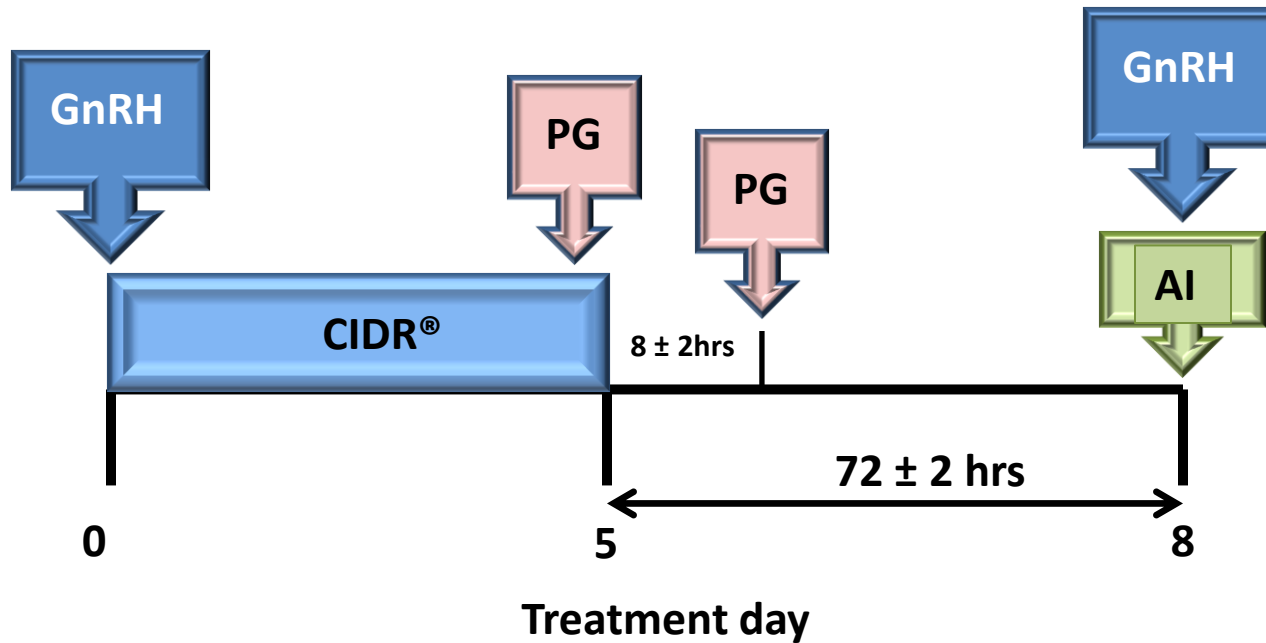 GnRH
PG
PG
GnRH
AI
CIDR®
8 ± 2hrs
72 ± 2 hrs
0
5
8
Treatment day